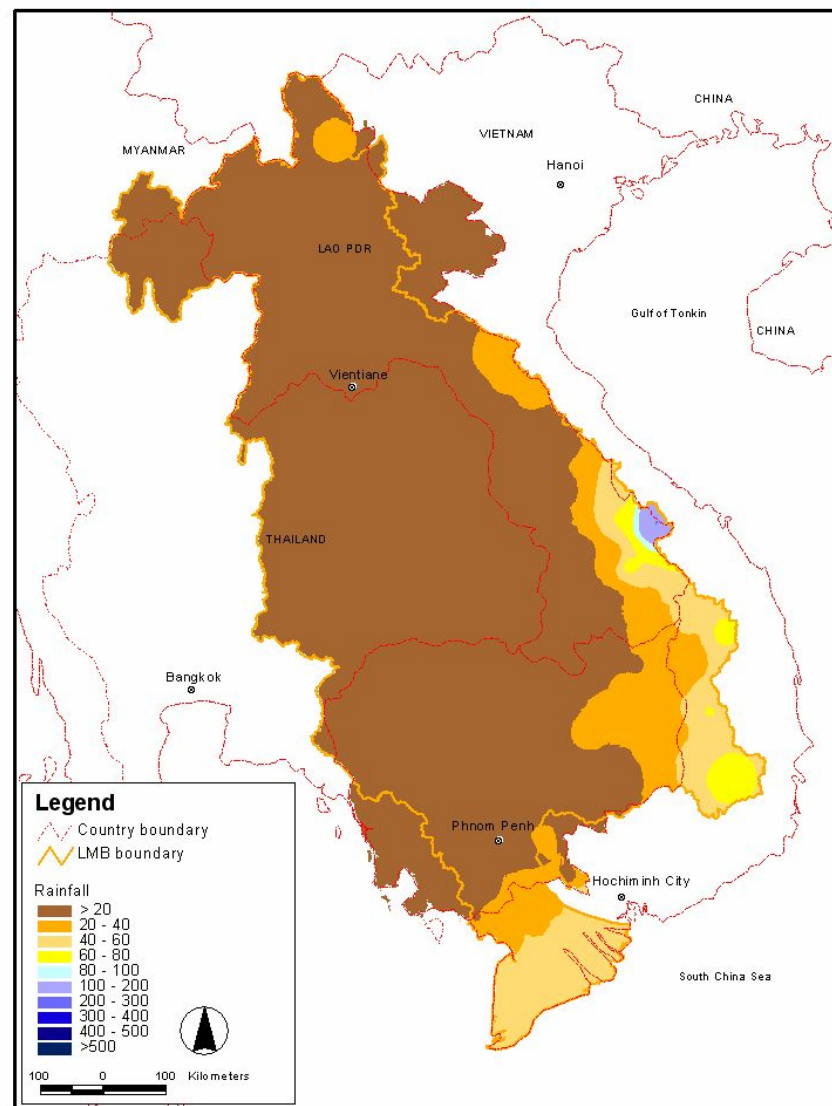 CHINA
VIETNAM
MYANMAR
Hanoi
LAO PDR
Gulf of Tonkin
CHINA
Vientiane
THAILAND
Bangkok
Phnom Penh
Hochiminh City
South China Sea
Legend
Country boundary
LMB boundary
Rainfall
> 20
20 - 40
40 - 60
60 - 80
80 - 100
100 - 200
200 - 300
300 - 400
400 - 500
>500
100 0 100 Kilometers